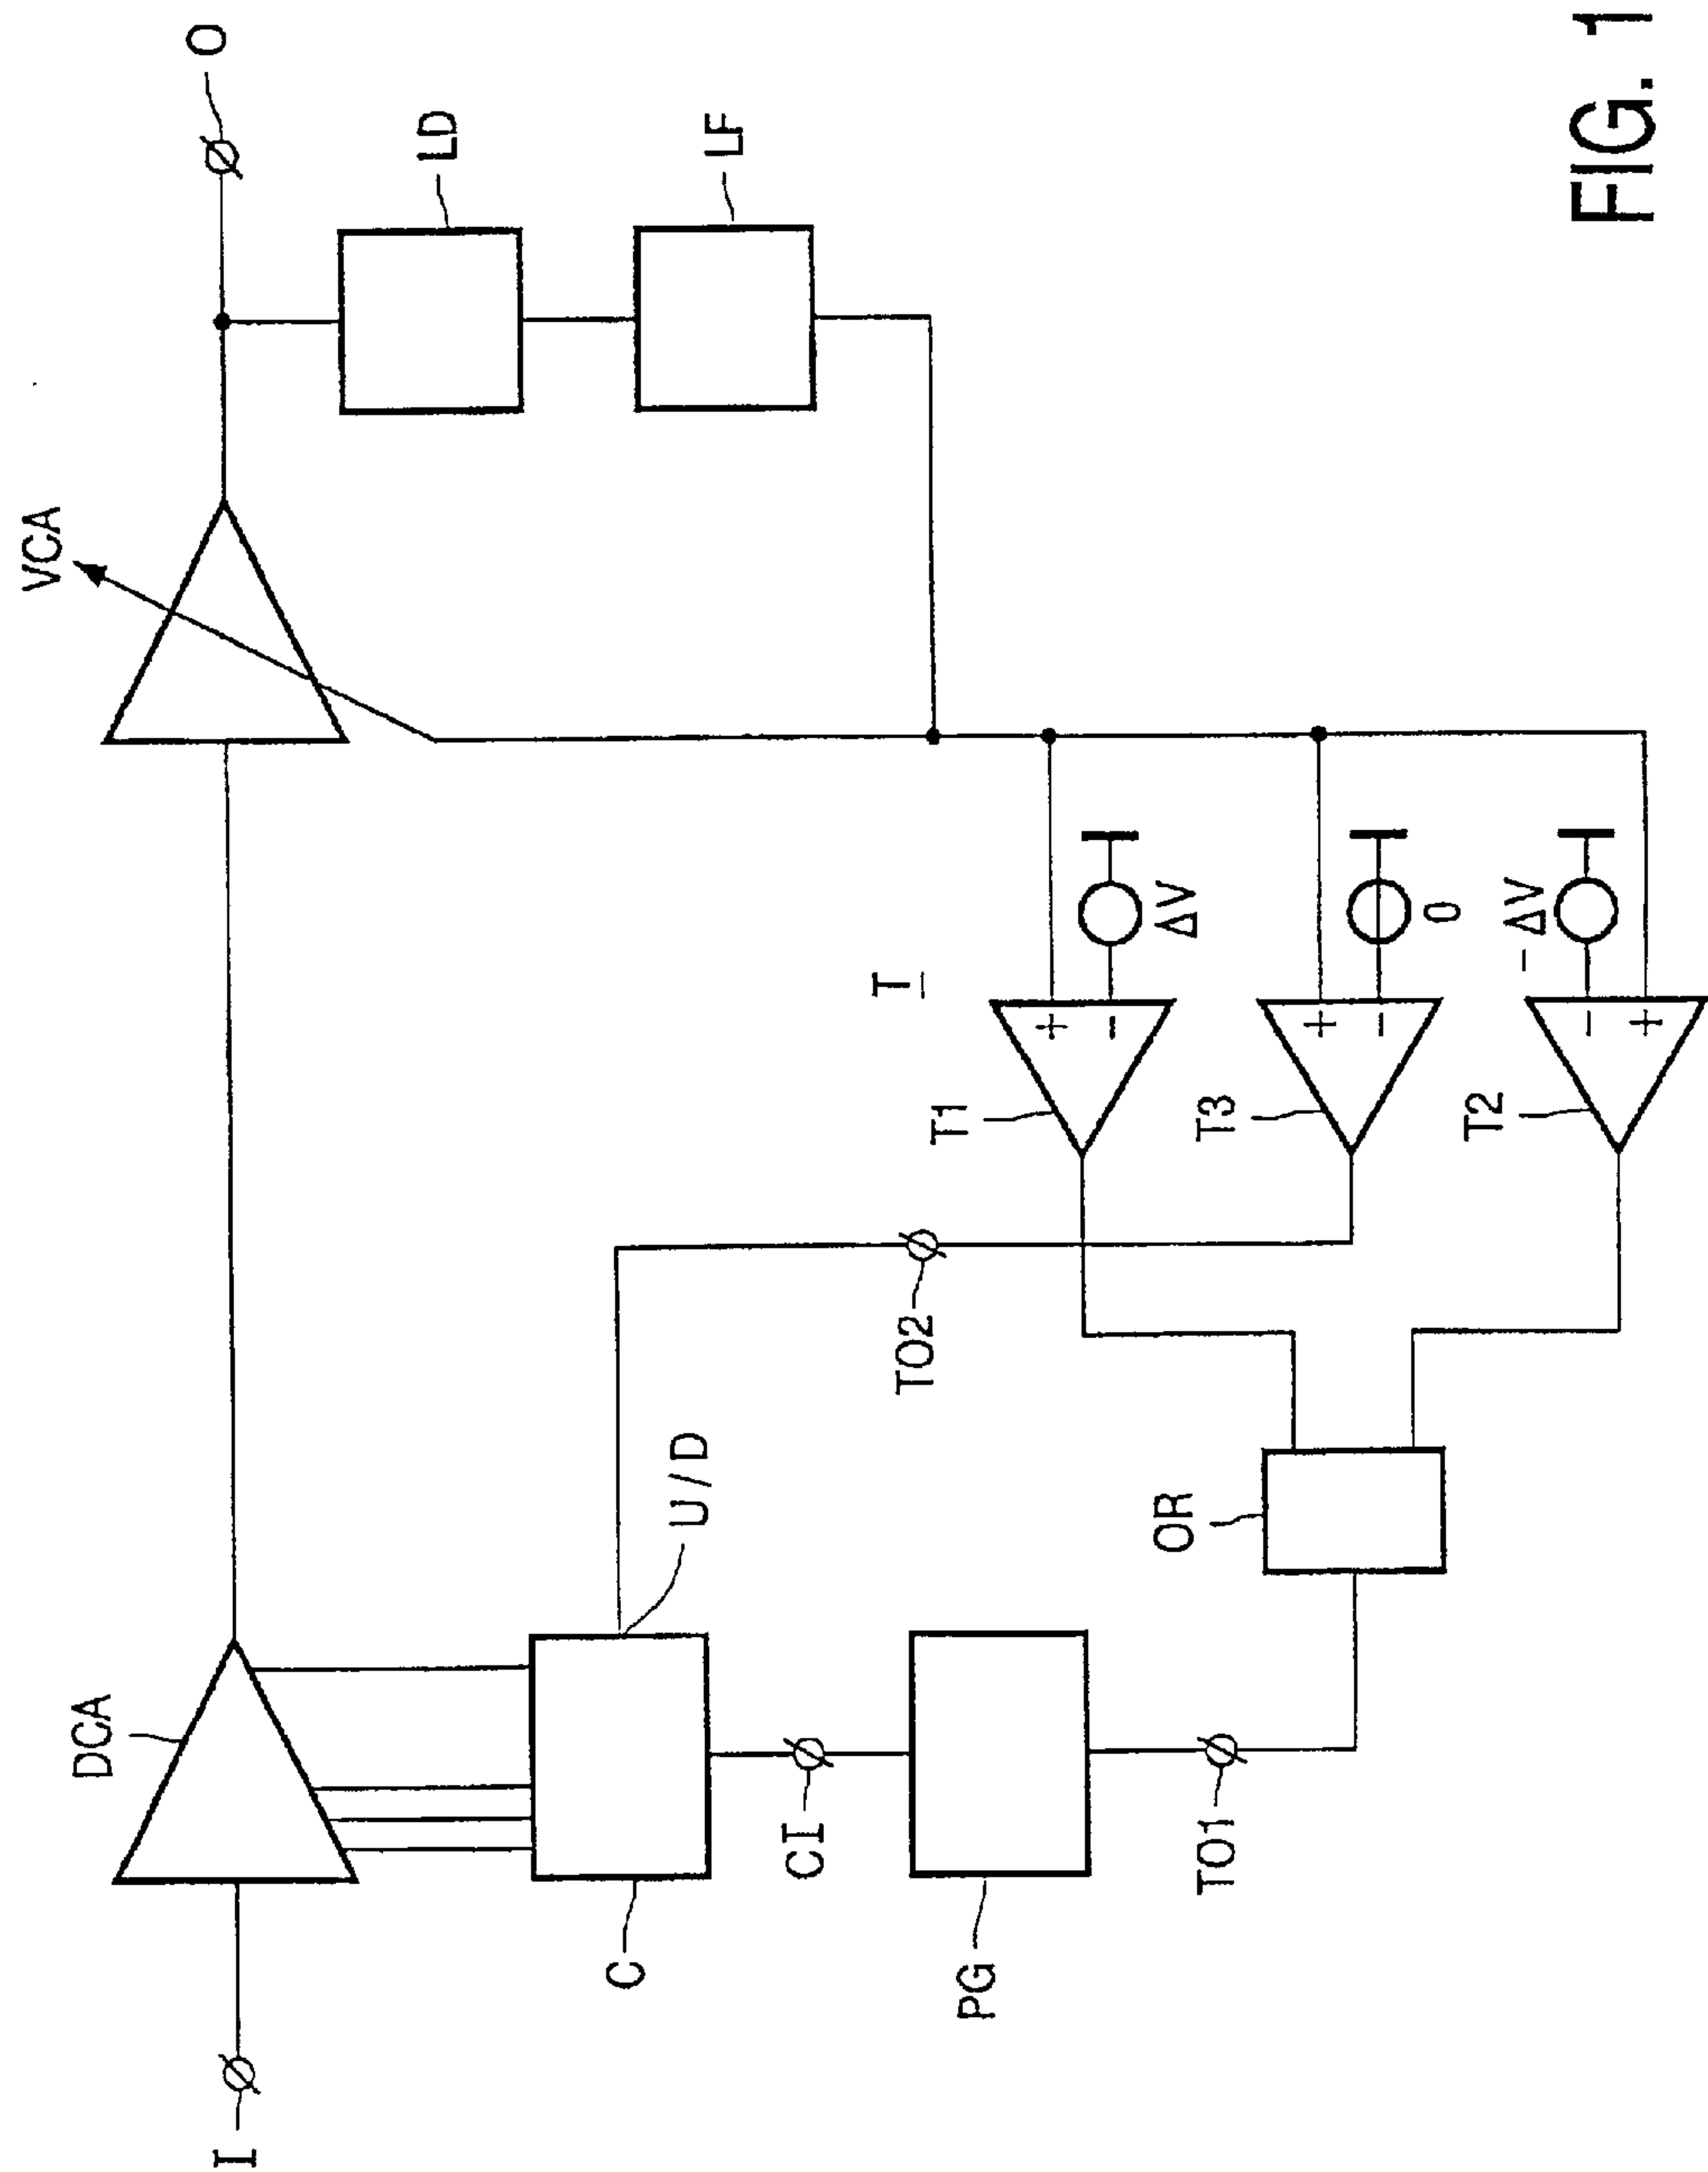 VCA
O
DCA
LD
U/D
C
LF
CI
TO2
T
T1
+
-
ΔV
PG
TO1
OR
T3
+
-
0
T2
-
+
-ΔV
I
FIG. 1